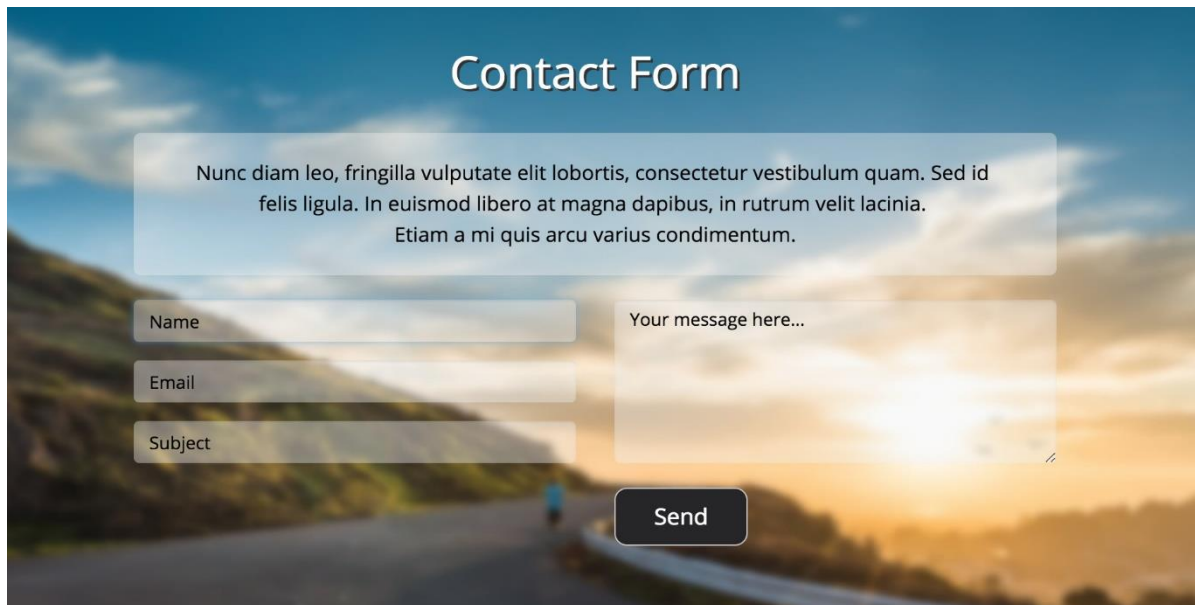 Contact Form
Nunc diam leo, fringilla vulputate elit lobortis, consectetur vestibulum quam. Sed id
felis ligula. In euismod libero at magna dapibus, in rutrum velit lacinia.
Etiam a mi quis arcu varius condimentum.
Name
Email
Subject
Your message here...
Send